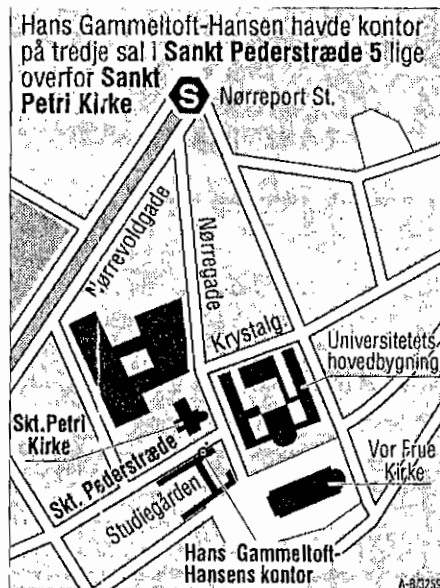 Hans Gammeltoft-Hansen havde kontor
på tredje sal i Sankt Pederstræde 5 lige
overfor Sankt
Petri Kirke
S
Nørreport St.
Nørrevoldgade
Nørregade
Krystalg.
Universitets
hovedbygning
Skt. Petri
Kirke
Skt. Pederstræde
Studiegården
Vor Frue
Kirke
Hans Gammeltoft-
Hansens kontor